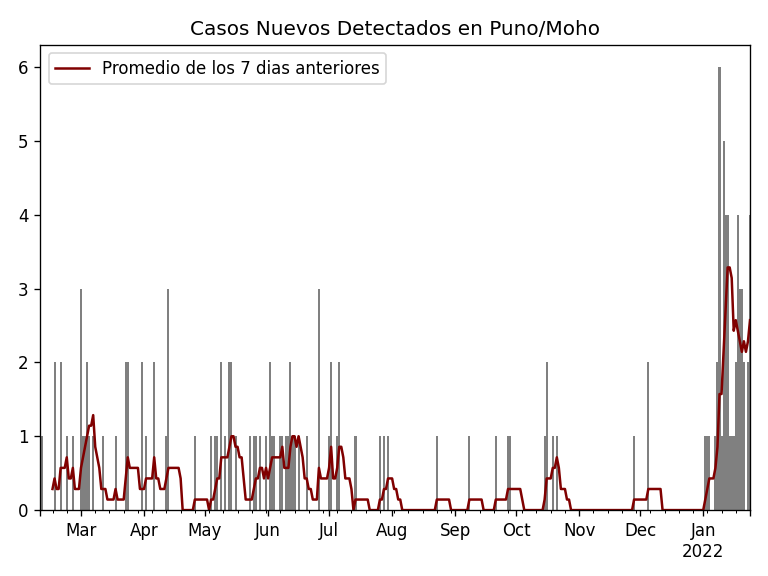 Casos Nuevos Detectados en Puno/Moho
Promedio de los 7 dias anteriores
6
5
4
3
2
1
0
Mar Apr May Jun Jul Aug Sep Oct Nov Dec Jan
2022